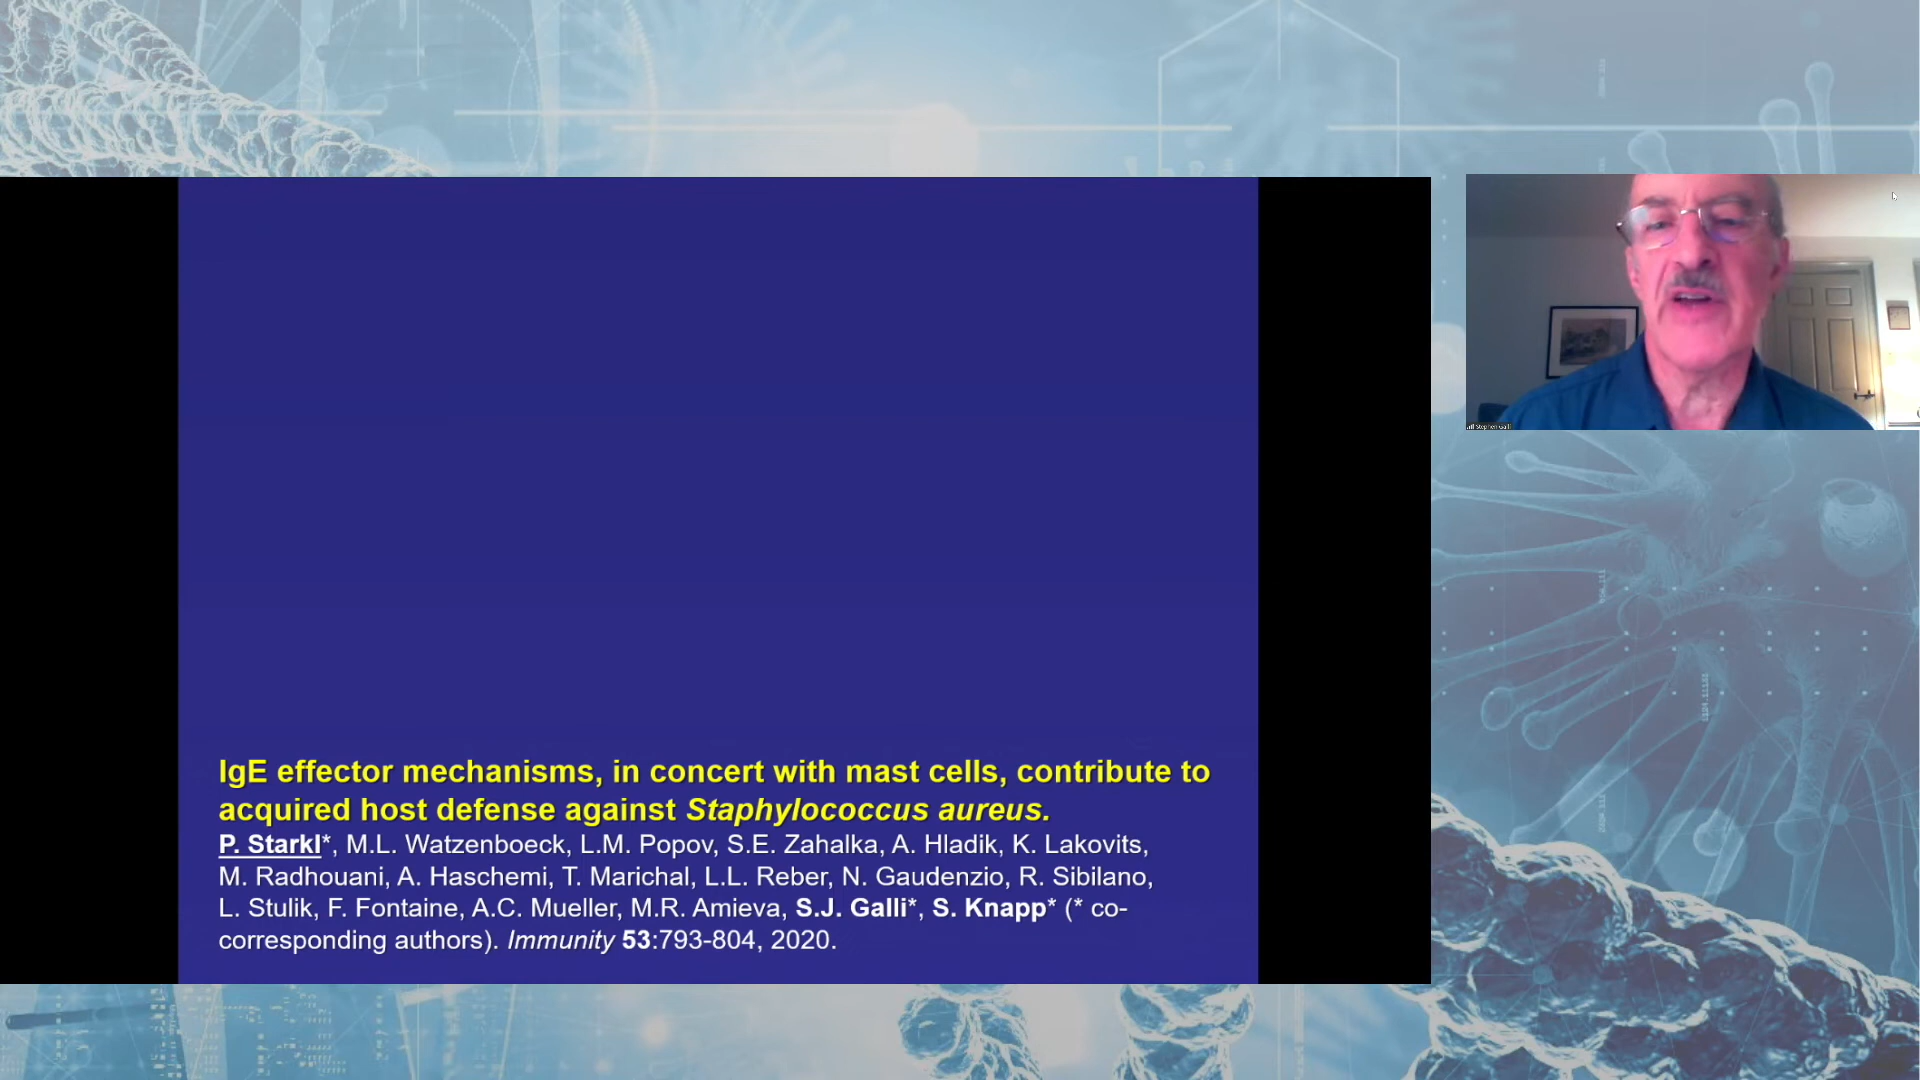 IgE effector mechanisms, in concert with mast cells, contribute to
acquired host defense against Staphylococcus aureus.
P. Starkl*, M.L. Watzenboeck, L.M. Popov, S.E. Zahalka, A. Hladik, K. Lakovits,
M. Radhouani, A. Haschemi, T. Marichal, L.L. Reber, N. Gaudenzio, R. Sibilano,
L. Stulik, F. Fontaine, A.C. Mueller, M.R. Amieva, S.J. Galli*, S. Knapp* (* co-
corresponding authors). Immunity 53:793-804, 2020.
Stephen Galli